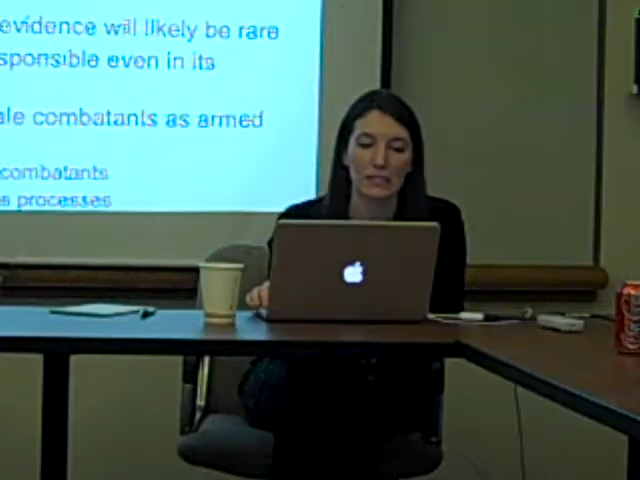 evidence will likely be rare
sponsible even in its
ale combatants as armed
combatants
s processes